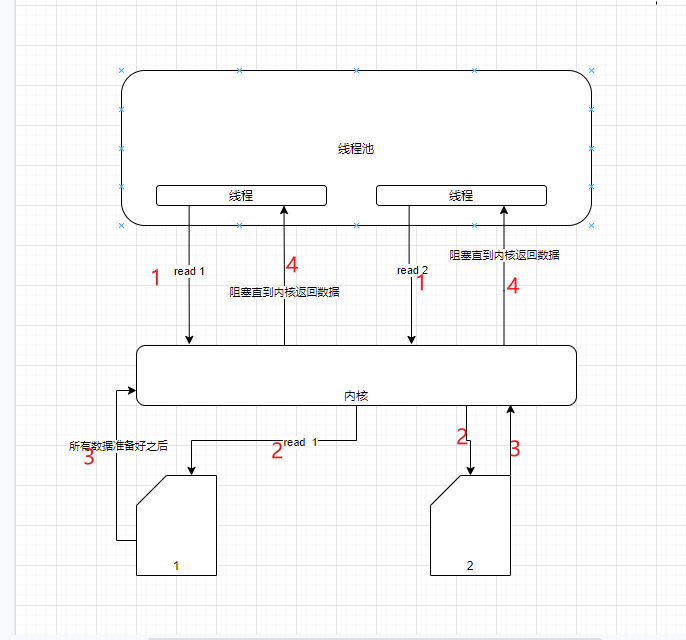 线程池
线程
线程
阻塞直到内核返回数据
4
read 1
1
read 2
1
4
阻塞直到内核返回数据
内核
所有数据准备好之后
3
2
read 1
2
3
1
2